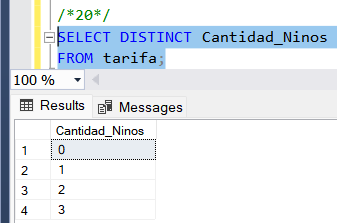 /*20*/
SELECT DISTINCT Cantidad_Ninos
FROM tarifa;
100 %
Results Messages
Cantidad_Ninos
1 0
2 1
3 2
4 3